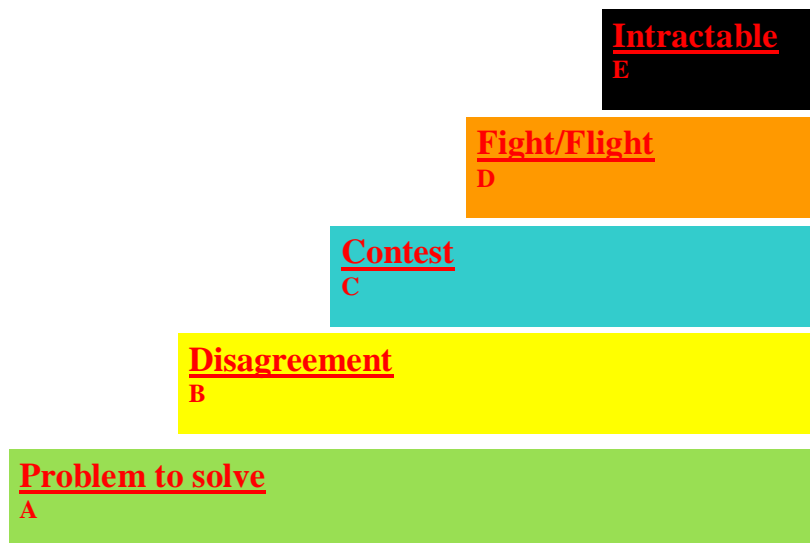 Intractable
E
Fight/Flight
D
Contest
C
Disagreement
B
Problem to solve
A